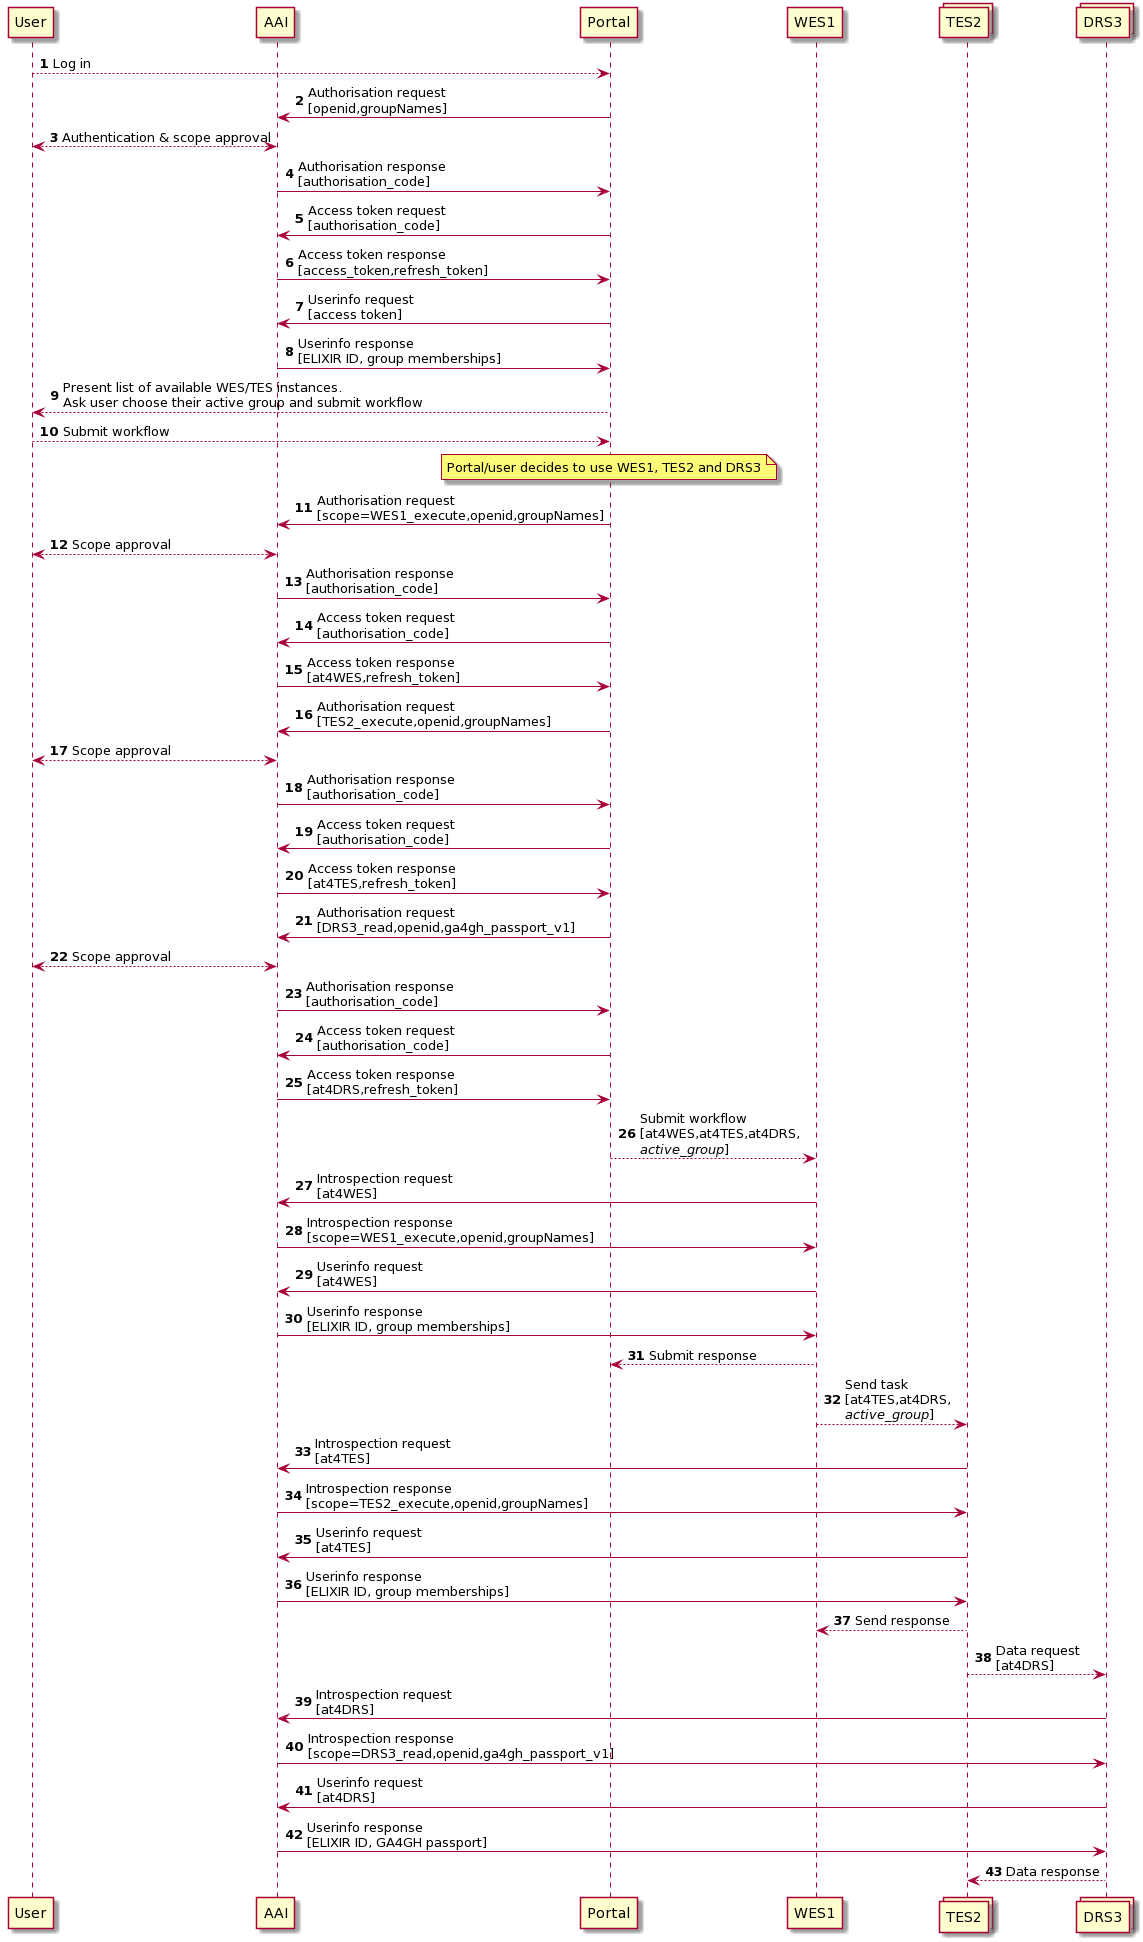 User AAI Portal WES1 TES2 DRS3
1 Log in
2 Authorisation request
[openid,groupNames]
3 Authentication & scope approval
4 Authorisation response
[authorisation_code]
5 Access token request
[authorisation_code]
6 Access token response
[access_token,refresh_token]
7 Userinfo request
[access token]
8 Userinfo response
[ELIXIR ID, group memberships]
9 Present list of available WES/TES instances.
Ask user choose their active group and submit workflow
10 Submit workflow
Portal/user decides to use WES1, TES2 and DRS3
11 Authorisation request
[scope=WES1_execute,openid,groupNames]
12 Scope approval
13 Authorisation response
[authorisation_code]
14 Access token request
[authorisation_code]
15 Access token response
[at4WES,refresh_token]
16 Authorisation request
[TES2_execute,openid,groupNames]
17 Scope approval
18 Authorisation response
[authorisation_code]
19 Access token request
[authorisation_code]
20 Access token response
[at4TES,refresh_token]
21 Authorisation request
[DRS3_read,openid,ga4gh_passport_v1]
22 Scope approval
23 Authorisation response
[authorisation_code]
24 Access token request
[authorisation_code]
25 Access token response
[at4DRS,refresh_token]
26 Submit workflow
[at4WES,at4TES,at4DRS,
active_group]
27 Introspection request
[at4WES]
28 Introspection response
[scope=WES1_execute,openid,groupNames]
29 Userinfo request
[at4WES]
30 Userinfo response
[ELIXIR ID, group memberships]
31 Submit response
32 Send task
[at4TES,at4DRS,
active_group]
33 Introspection request
[at4TES]
34 Introspection response
[scope=TES2_execute,openid,groupNames]
35 Userinfo request
[at4TES]
36 Userinfo response
[ELIXIR ID, group memberships]
37 Send response
38 Data request
[at4DRS]
39 Introspection request
[at4DRS]
40 Introspection response
[scope=DRS3_read,openid,ga4gh_passport_v1]
41 Userinfo request
[at4DRS]
42 Userinfo response
[ELIXIR ID, GA4GH passport]
43 Data response
User AAI Portal WES1 TES2 DRS3